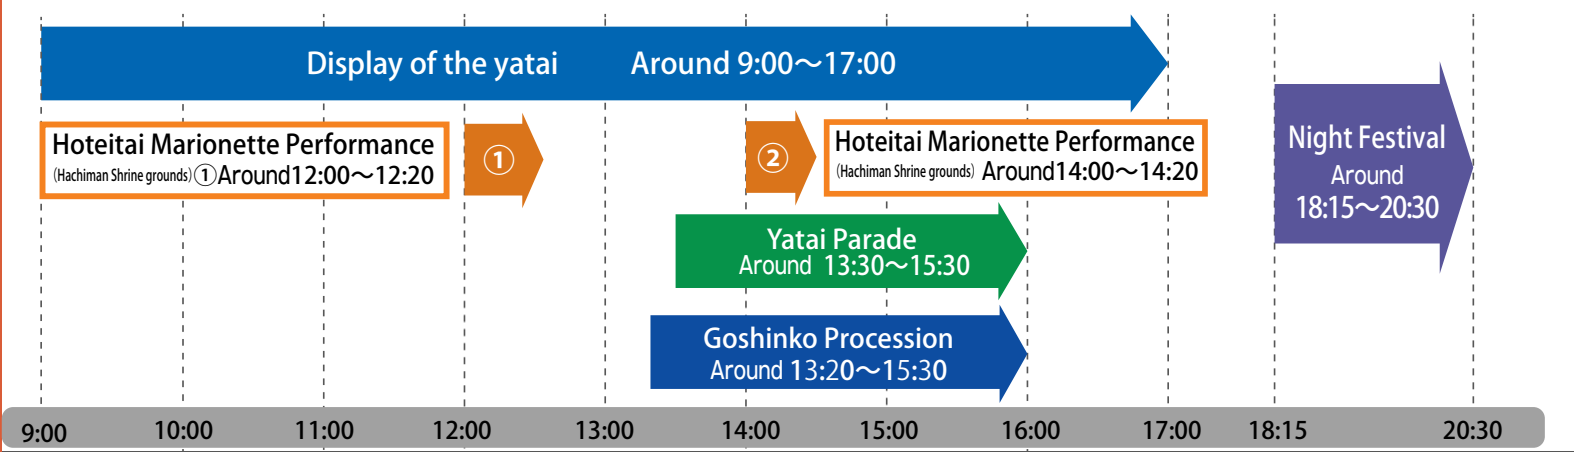 Display of the yatai Around 9:00～17:00
Hoteitai Marionette Performance
(Hachiman Shrine grounds) ①Around12:00～12:20
①
②
Hoteitai Marionette Performance
(Hachiman Shrine grounds) Around14:00～14:20
Night Festival
Around
18:15～20:30
Yatai Parade
Around 13:30～15:30
Goshinko Procession
Around 13:20～15:30
9:00 10:00 11:00 12:00 13:00 14:00 15:00 16:00 17:00 18:15 20:30